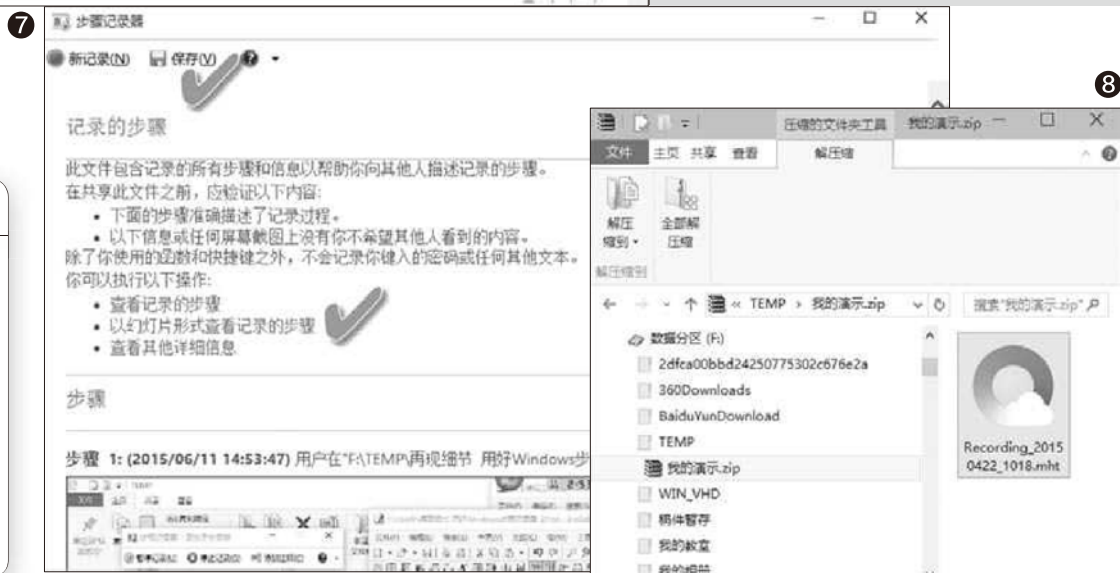 ❼
步骤记录器
新记录(N) 保存(V)
记录的步骤
此文件包含记录的所有步骤和信息以帮助你向其他人描述记录的步骤。
在共享此文件之前，应验证以下内容:
• 下面的步骤准确描述了记录过程。
• 以下信息或任何屏幕截图上没有你不希望其他人看到的内容。
除了你使用的函数和快捷键之外，不会记录你键入的密码或任何其他文本。
你可以执行以下操作:
• 查看记录的步骤
• 以幻灯片形式查看记录的步骤
• 查看其他详细信息
步骤
步骤 1: (2015/06/11 14:53:47) 用户在"F:\TEMP\再现细节 用好Windows步
❽
压缩的文件夹工具 我的演示.zip
文件 主页 共享 查看 解压缩
解压缩到 全部解压缩
解压缩到
« TEMP › 我的演示.zip
搜索"我的演示.zip"
数据分区 (F:)
2dfca00bbd24250775302c676e2a
360Downloads
BaiduYunDownload
TEMP
我的演示.zip
WIN_VHD
稿件暂存
我的教室
我的相册
Recording_2015
0422_1018.mht